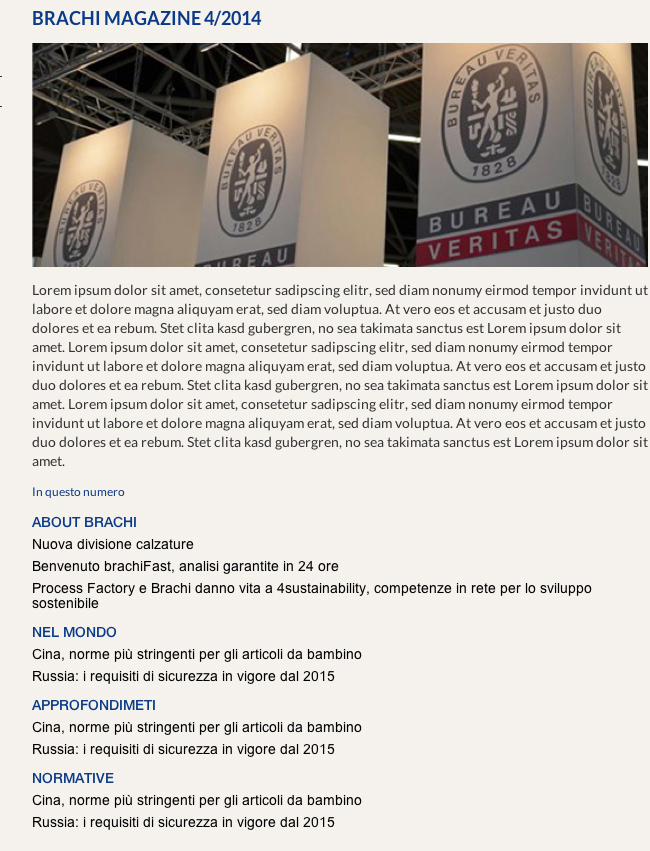 BRACHI MAGAZINE 4/2014
BUREAU VERITAS
1828
BUREAU VERITAS
1828
BUREAU
BUREAU VERITAS
1828
BUREAU
VERITAS
BUREAU
VERITAS
Lorem ipsum dolor sit amet, consetetur sadipscing elitr, sed diam nonumy eirmod tempor invidunt ut
labore et dolore magna aliquyam erat, sed diam voluptua. At vero eos et accusam et justo duo
dolores et ea rebum. Stet clita kasd gubergren, no sea takimata sanctus est Lorem ipsum dolor sit
amet. Lorem ipsum dolor sit amet, consetetur sadipscing elitr, sed diam nonumy eirmod tempor
invidunt ut labore et dolore magna aliquyam erat, sed diam voluptua. At vero eos et accusam et justo
duo dolores et ea rebum. Stet clita kasd gubergren, no sea takimata sanctus est Lorem ipsum dolor sit
amet. Lorem ipsum dolor sit amet, consetetur sadipscing elitr, sed diam nonumy eirmod tempor
invidunt ut labore et dolore magna aliquyam erat, sed diam voluptua. At vero eos et accusam et justo
duo dolores et ea rebum. Stet clita kasd gubergren, no sea takimata sanctus est Lorem ipsum dolor sit
amet.
In questo numero
ABOUT BRACHI
Nuova divisione calzature
Benvenuto brachiFast, analisi garantite in 24 ore
Process Factory e Brachi danno vita a 4sustainability, competenze in rete per lo sviluppo
sostenibile
NEL MONDO
Cina, norme più stringenti per gli articoli da bambino
Russia: i requisiti di sicurezza in vigore dal 2015
APPROFONDIMETI
Cina, norme più stringenti per gli articoli da bambino
Russia: i requisiti di sicurezza in vigore dal 2015
NORMATIVE
Cina, norme più stringenti per gli articoli da bambino
Russia: i requisiti di sicurezza in vigore dal 2015